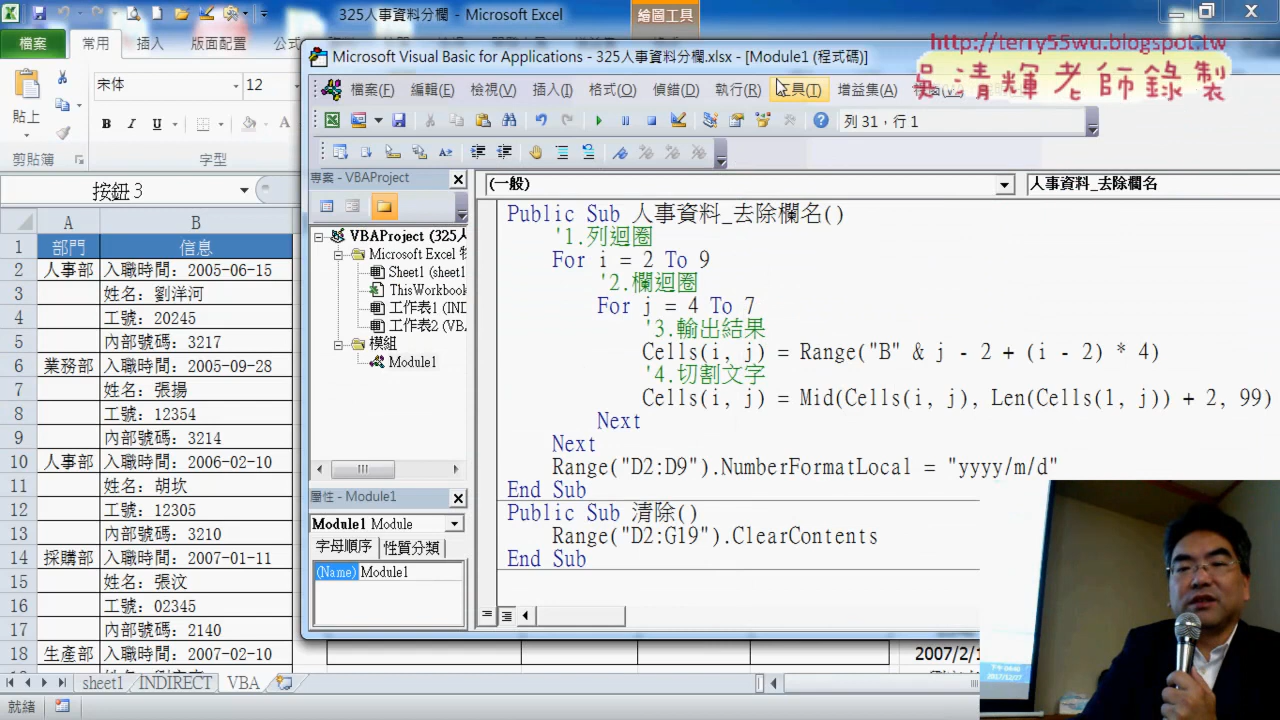 325人事資料分欄 - Microsoft Excel
繪圖工具
檔案
常用
插入
版面配置
公式
宋体
12
貼上
剪貼簿
字型
按鈕 3
A
B
1 部門 信息
2 人事部 入職時間: 2005-06-15
3 姓名: 劉洋河
4 工號: 20245
5 內部號碼: 3217
6 業務部 入職時間: 2005-09-28
7 姓名: 張揚
8 工號: 12354
9 內部號碼: 3214
10 人事部 入職時間: 2006-02-10
11 姓名: 胡坎
12 工號: 12305
13 內部號碼: 3210
14 採購部 入職時間: 2007-01-11
15 姓名: 張汶
16 工號: 02345
17 內部號碼: 2140
18 生產部 入職時間: 2007-02-10
sheet1
INDIRECT
VBA
就緒
Microsoft Visual Basic for Applications - 325人事資料分欄.xlsx - [Module1 (程式碼)]
http://terry55wu.blogspot.tw
吳清輝老師錄製
檔案(F)
編輯(E)
檢視(V)
插入(I)
格式(O)
偵錯(D)
執行(R)
工具(T)
增益集(A)
列 31，行 1
專案 - VBAProject
VBAProject (325人
Microsoft Excel 物
Sheet1 (sheet1
ThisWorkbook
工作表1 (IND
工作表2 (VB
模組
Module1
屬性 - Module1
Module1 Module
字母順序
性質分類
(Name) Module1
(一般)
人事資料_去除欄名
Public Sub 人事資料_去除欄名()
'1.列迴圈
For i = 2 To 9
'2.欄迴圈
For j = 4 To 7
'3.輸出結果
Cells(i, j) = Range("B" & j - 2 + (i - 2) * 4)
'4.切割文字
Cells(i, j) = Mid(Cells(i, j), Len(Cells(1, j)) + 2, 99)
Next
Next
Range("D2:D9").NumberFormatLocal = "yyyy/m/d"
End Sub
Public Sub 清除()
Range("D2:G19").ClearContents
End Sub
2007/2/1
2017/12/17